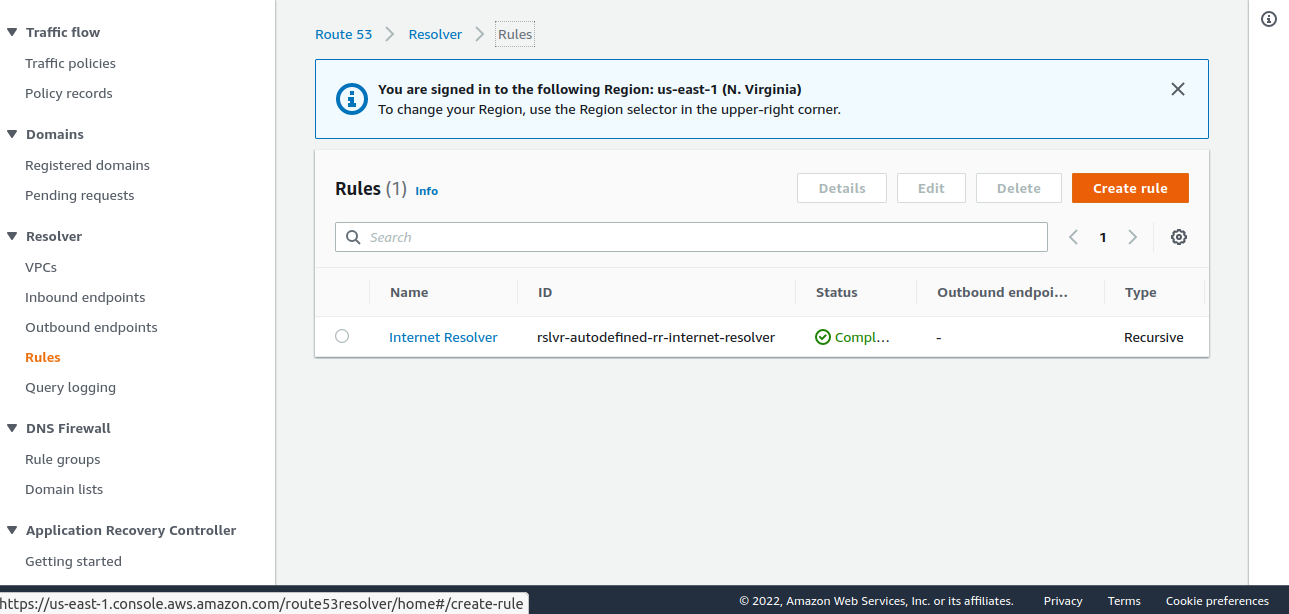 Traffic flow
Traffic policies
Policy records
Domains
Registered domains
Pending requests
Resolver
VPCs
Inbound endpoints
Outbound endpoints
Rules
Query logging
DNS Firewall
Rule groups
Domain lists
Application Recovery Controller
Getting started
Route 53 Resolver Rules
You are signed in to the following Region: us-east-1 (N. Virginia)
To change your Region, use the Region selector in the upper-right corner.
Rules (1) Info Details Edit Delete Create rule
Search 1
Name ID Status Outbound endpoi... Type
Internet Resolver rslvr-autodefined-rr-internet-resolver Compl... - Recursive
https://us-east-1.console.aws.amazon.com/route53resolver/home#/create-rule
© 2022, Amazon Web Services, Inc. or its affiliates. Privacy Terms Cookie preferences